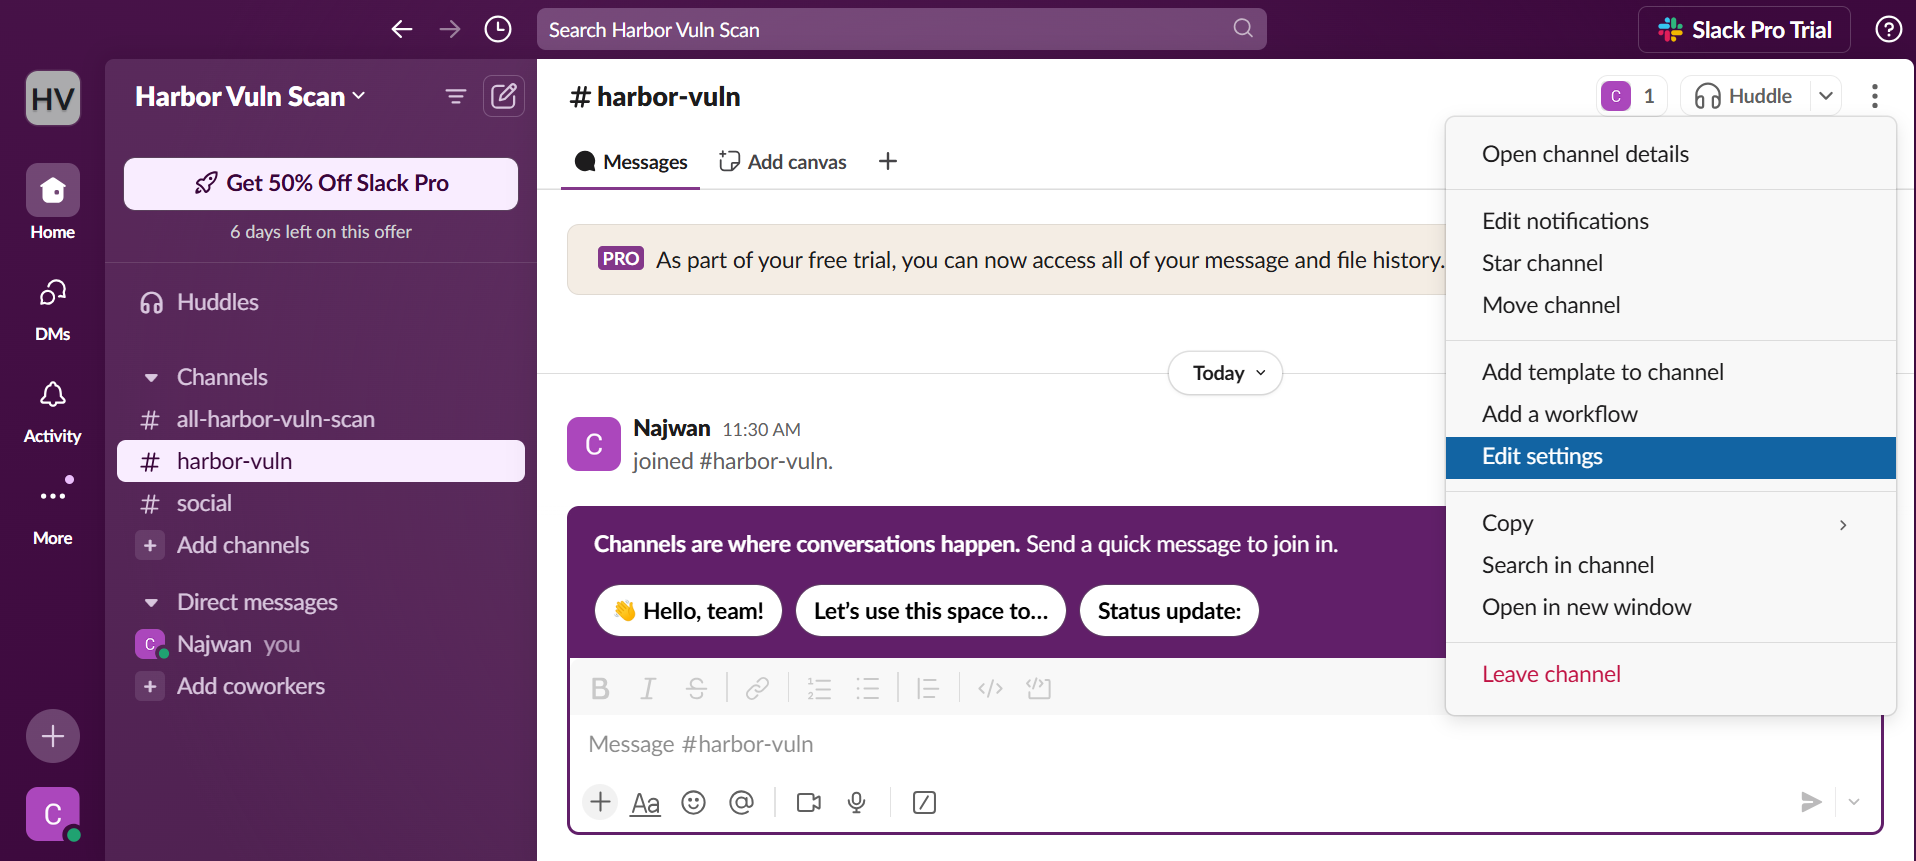 Search Harbor Vuln Scan
Slack Pro Trial
HV
Home
DMs
Activity
More
C
Harbor Vuln Scan
Get 50% Off Slack Pro
6 days left on this offer
Huddles
Channels
# all-harbor-vuln-scan
# harbor-vuln
# social
+ Add channels
Direct messages
C Najwan you
+ Add coworkers
# harbor-vuln
C 1
Huddle
Messages
Add canvas
PRO As part of your free trial, you can now access all of your message and file history.
Today
C
Najwan 11:30 AM
joined #harbor-vuln.
Channels are where conversations happen. Send a quick message to join in.
👋 Hello, team!
Let’s use this space to...
Status update:
B I S
Message #harbor-vuln
Aa
Open channel details
Edit notifications
Star channel
Move channel
Add template to channel
Add a workflow
Edit settings
Copy
Search in channel
Open in new window
Leave channel